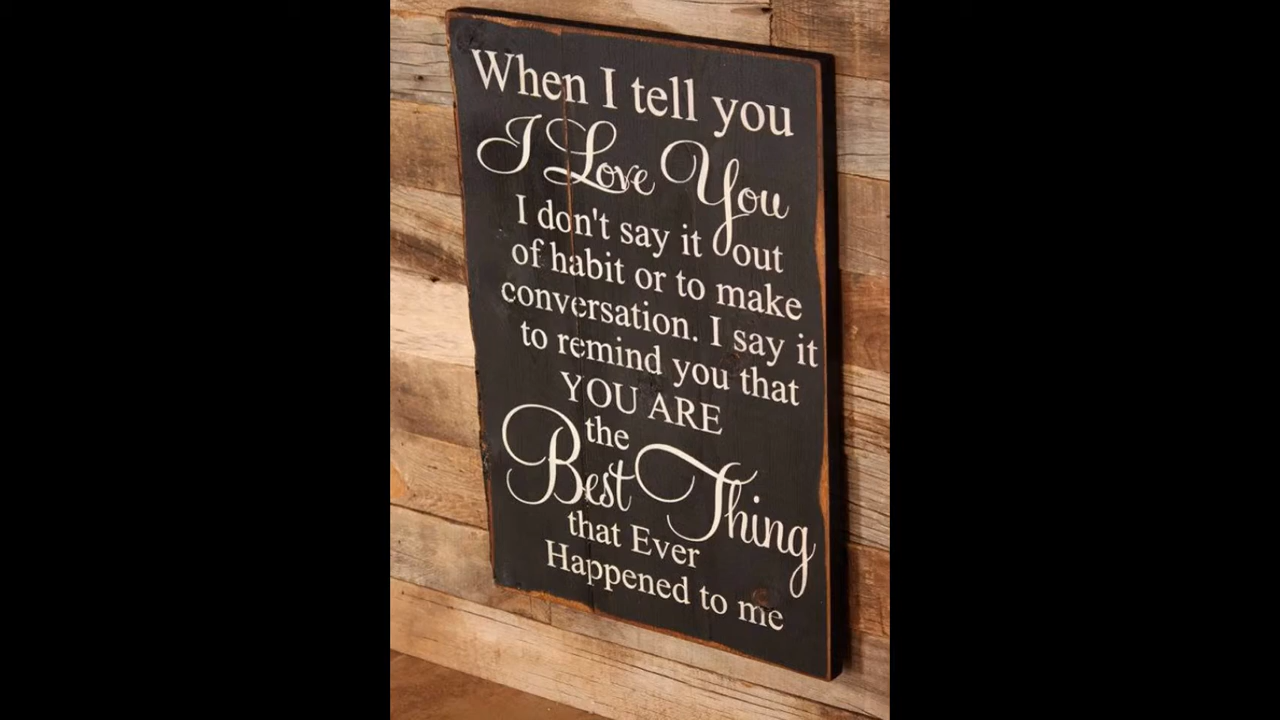 When I tell you
I Love You
I don't say it out
of habit or to make
conversation. I say it
to remind you that
YOU ARE
the
Best Thing
that Ever
Happened to me